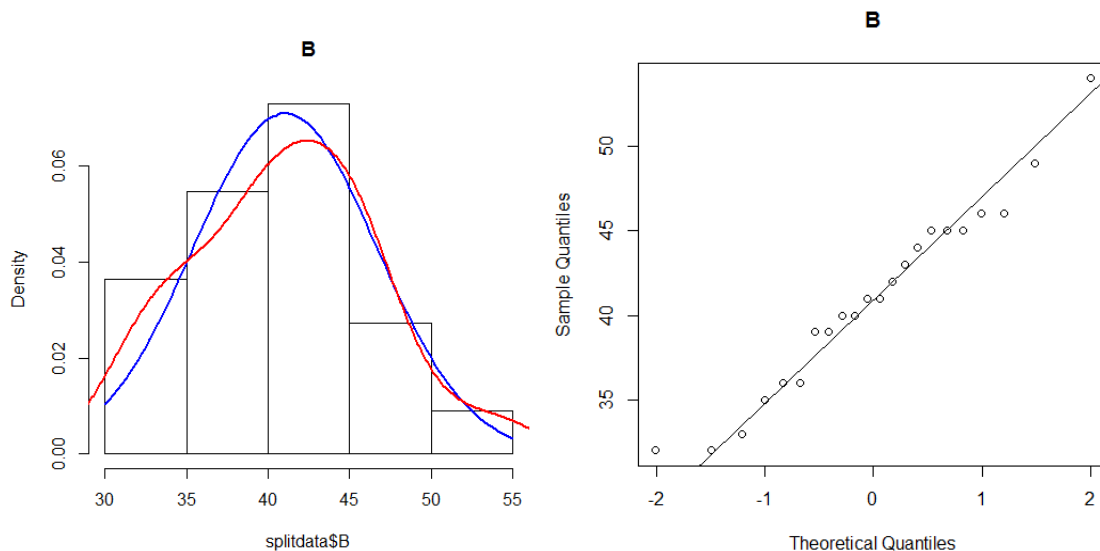 B
Density
0.00
0.02
0.04
0.06
30 35 40 45 50 55
splitdata$B
B
Sample Quantiles
35
40
45
50
-2 -1 0 1 2
Theoretical Quantiles